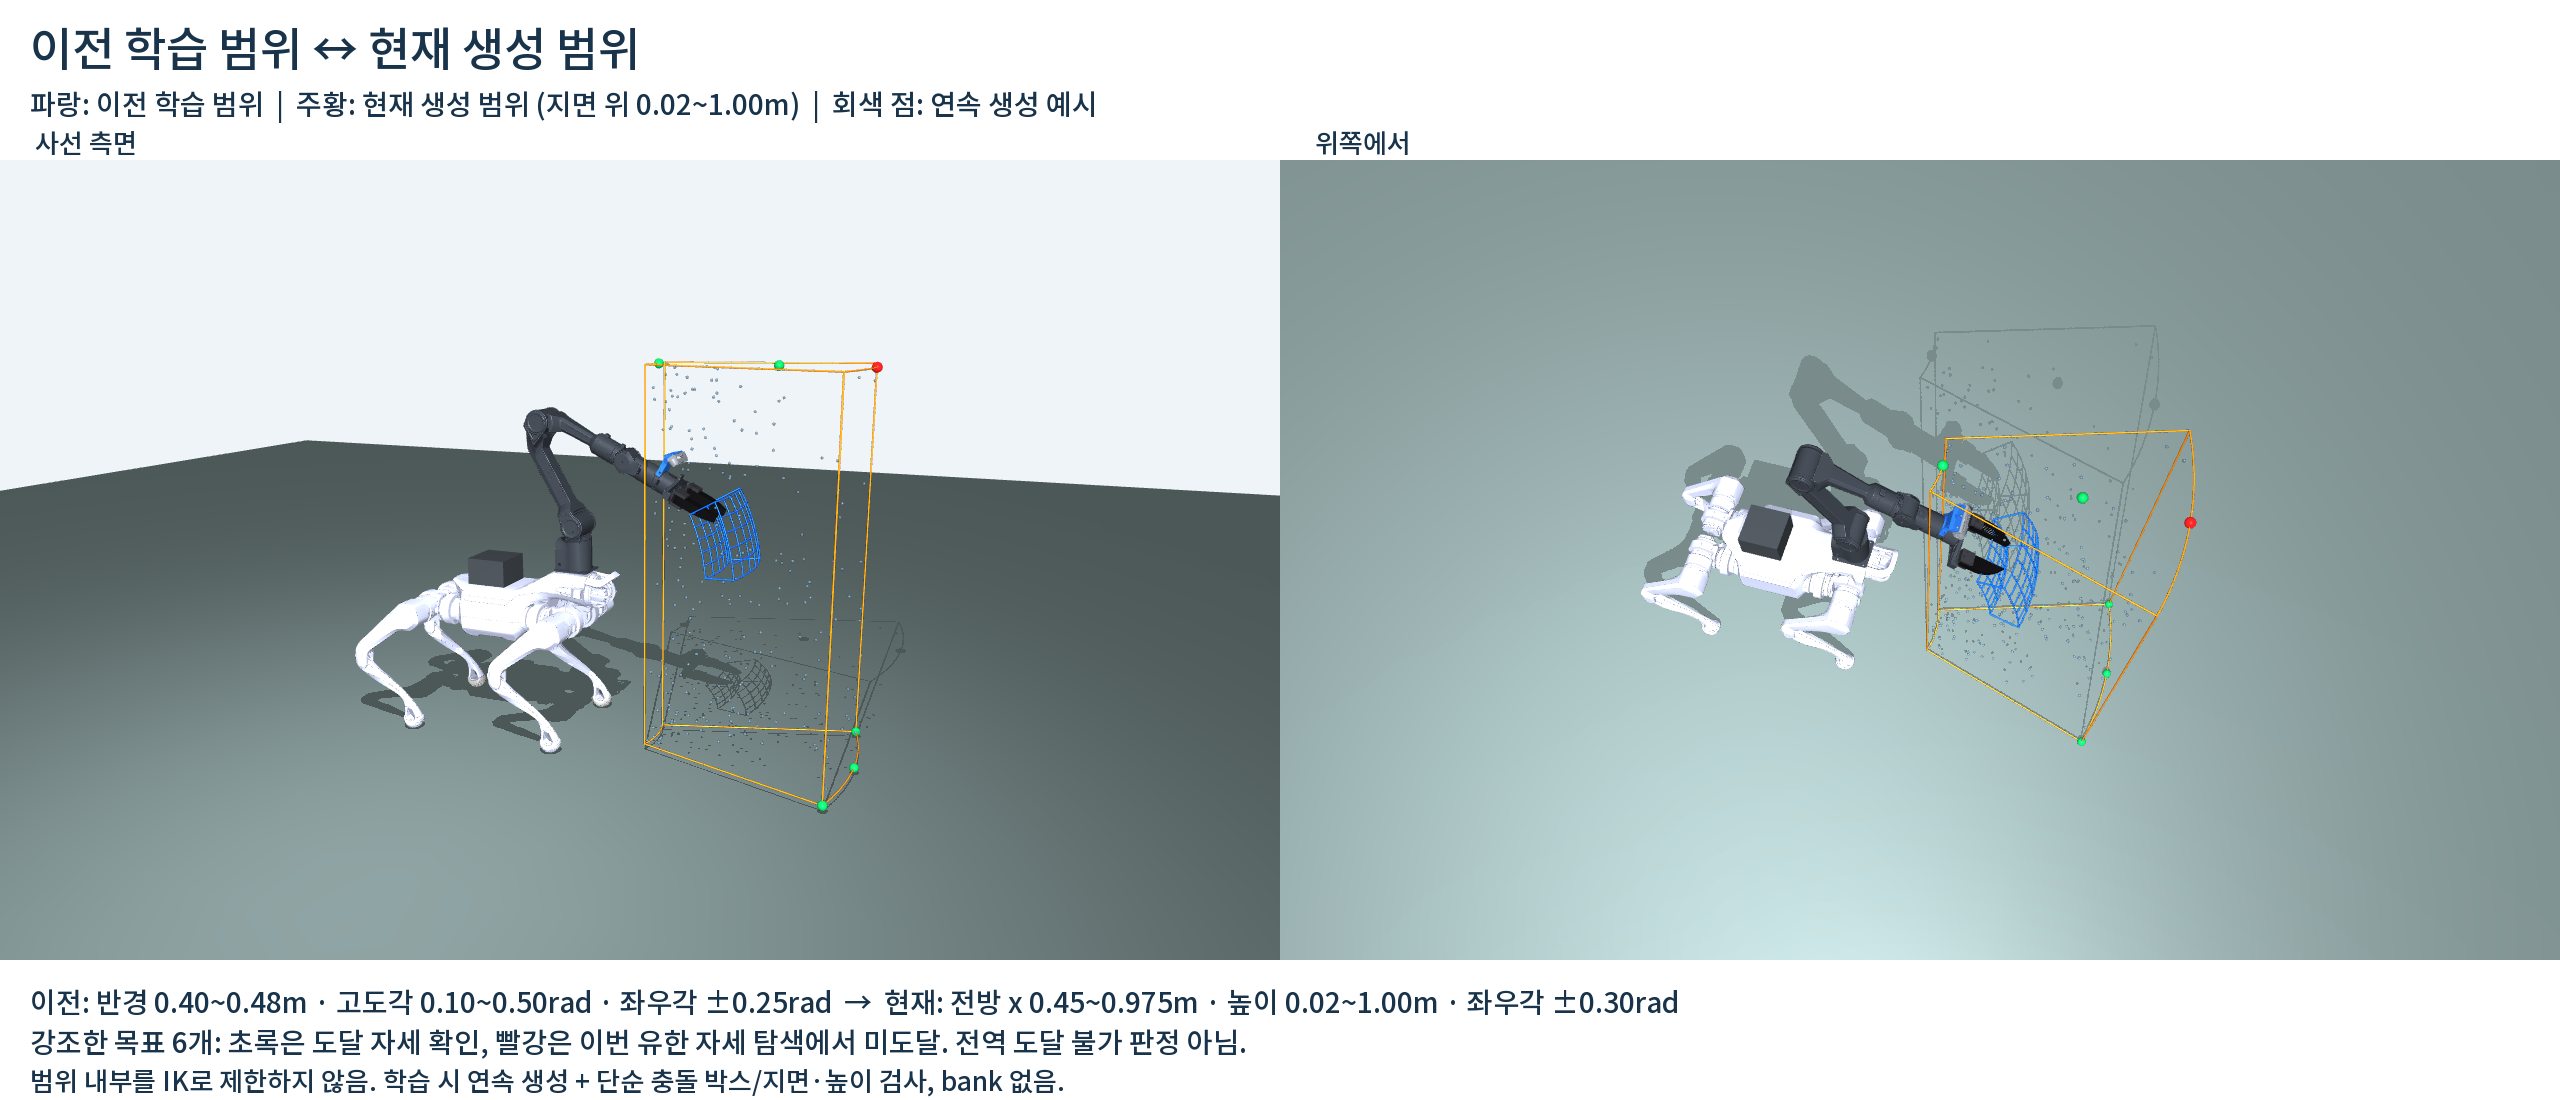 이전 학습 범위 ↔ 현재 생성 범위
파랑: 이전 학습 범위 | 주황: 현재 생성 범위 (지면 위 0.02~1.00m) | 회색 점: 연속 생성 예시
사선 측면
위쪽에서
이전: 반경 0.40~0.48m · 고도각 0.10~0.50rad · 좌우각 ±0.25rad → 현재: 전방 x 0.45~0.975m · 높이 0.02~1.00m · 좌우각 ±0.30rad
강조한 목표 6개: 초록은 도달 자세 확인, 빨강은 이번 유한 자세 탐색에서 미도달. 전역 도달 불가 판정 아님.
범위 내부를 IK로 제한하지 않음. 학습 시 연속 생성 + 단순 충돌 박스/지면·높이 검사, bank 없음.